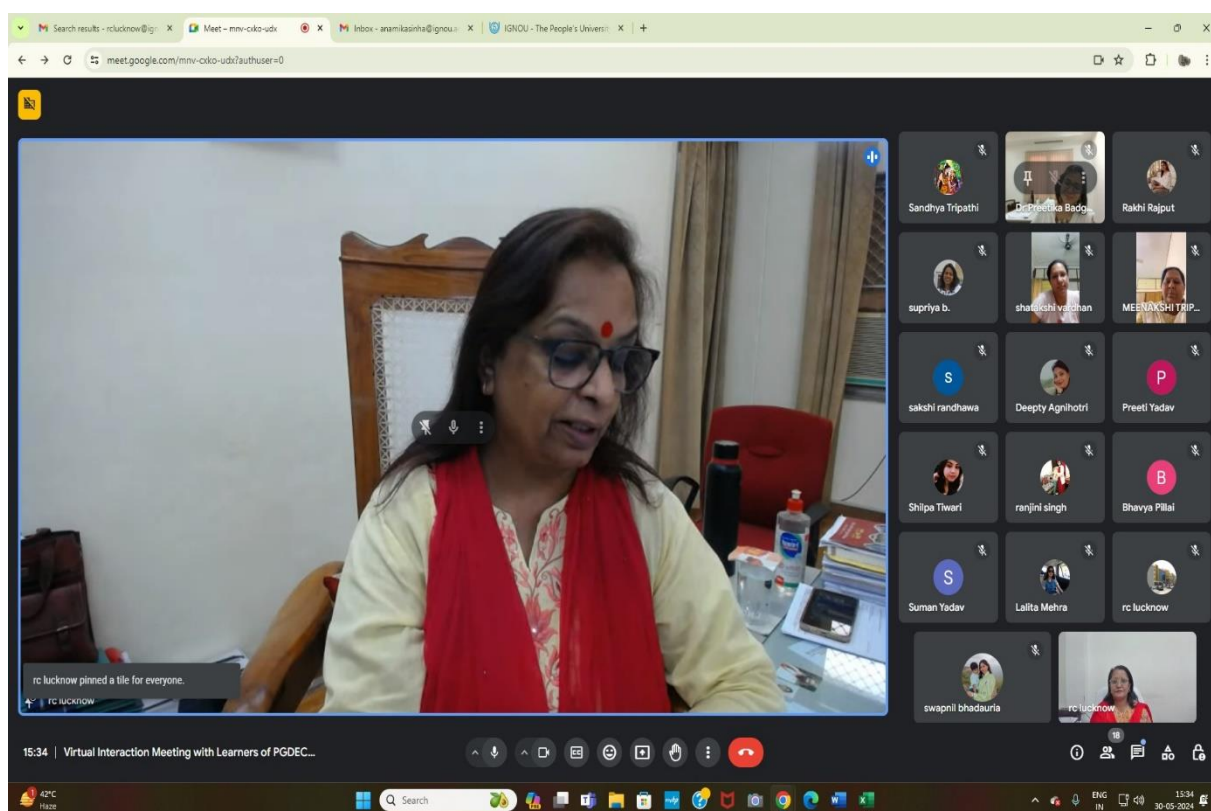 Search results - rclucknow@ig
Meet – mnv-cxko-udx
Inbox - anamikasinha@ignou.a
IGNOU - The People's Universit
meet.google.com/mnv-cxko-udx?authuser=0
Sandhya Tripathi
Dr. Preetika Badg...
Rakhi Rajput
supriya b.
shatakshi vardhan
MEENAKSHI TRIP...
S
sakshi randhawa
Deepty Agnihotri
P
Preeti Yadav
Shilpa Tiwari
ranjini singh
B
Bhavya Pillai
S
Suman Yadav
Lalita Mehra
rc lucknow
swapnil bhadauria
rc lucknow
rc lucknow pinned a tile for everyone.
rc lucknow
15:34 | Virtual Interaction Meeting with Learners of PGDEC...
18
42°C
Haze
Search
ENG
IN
15:34
30-05-2024